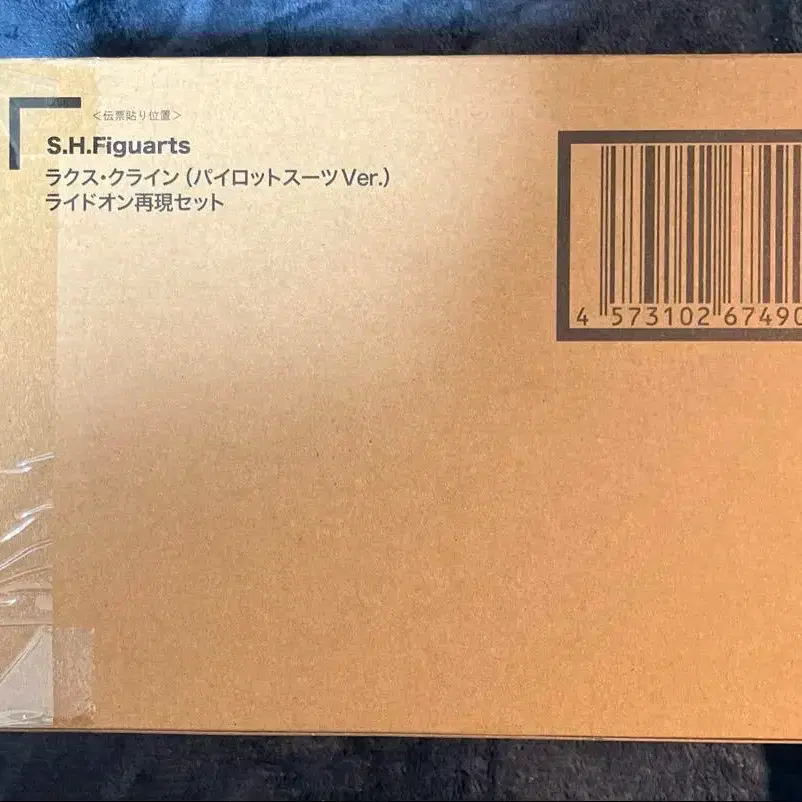 ＜伝票貼り位置＞
S.H.Figuarts
ラクス・クライン（パイロットスーツVer.）
ライドオン再現セット
4 573102 67490